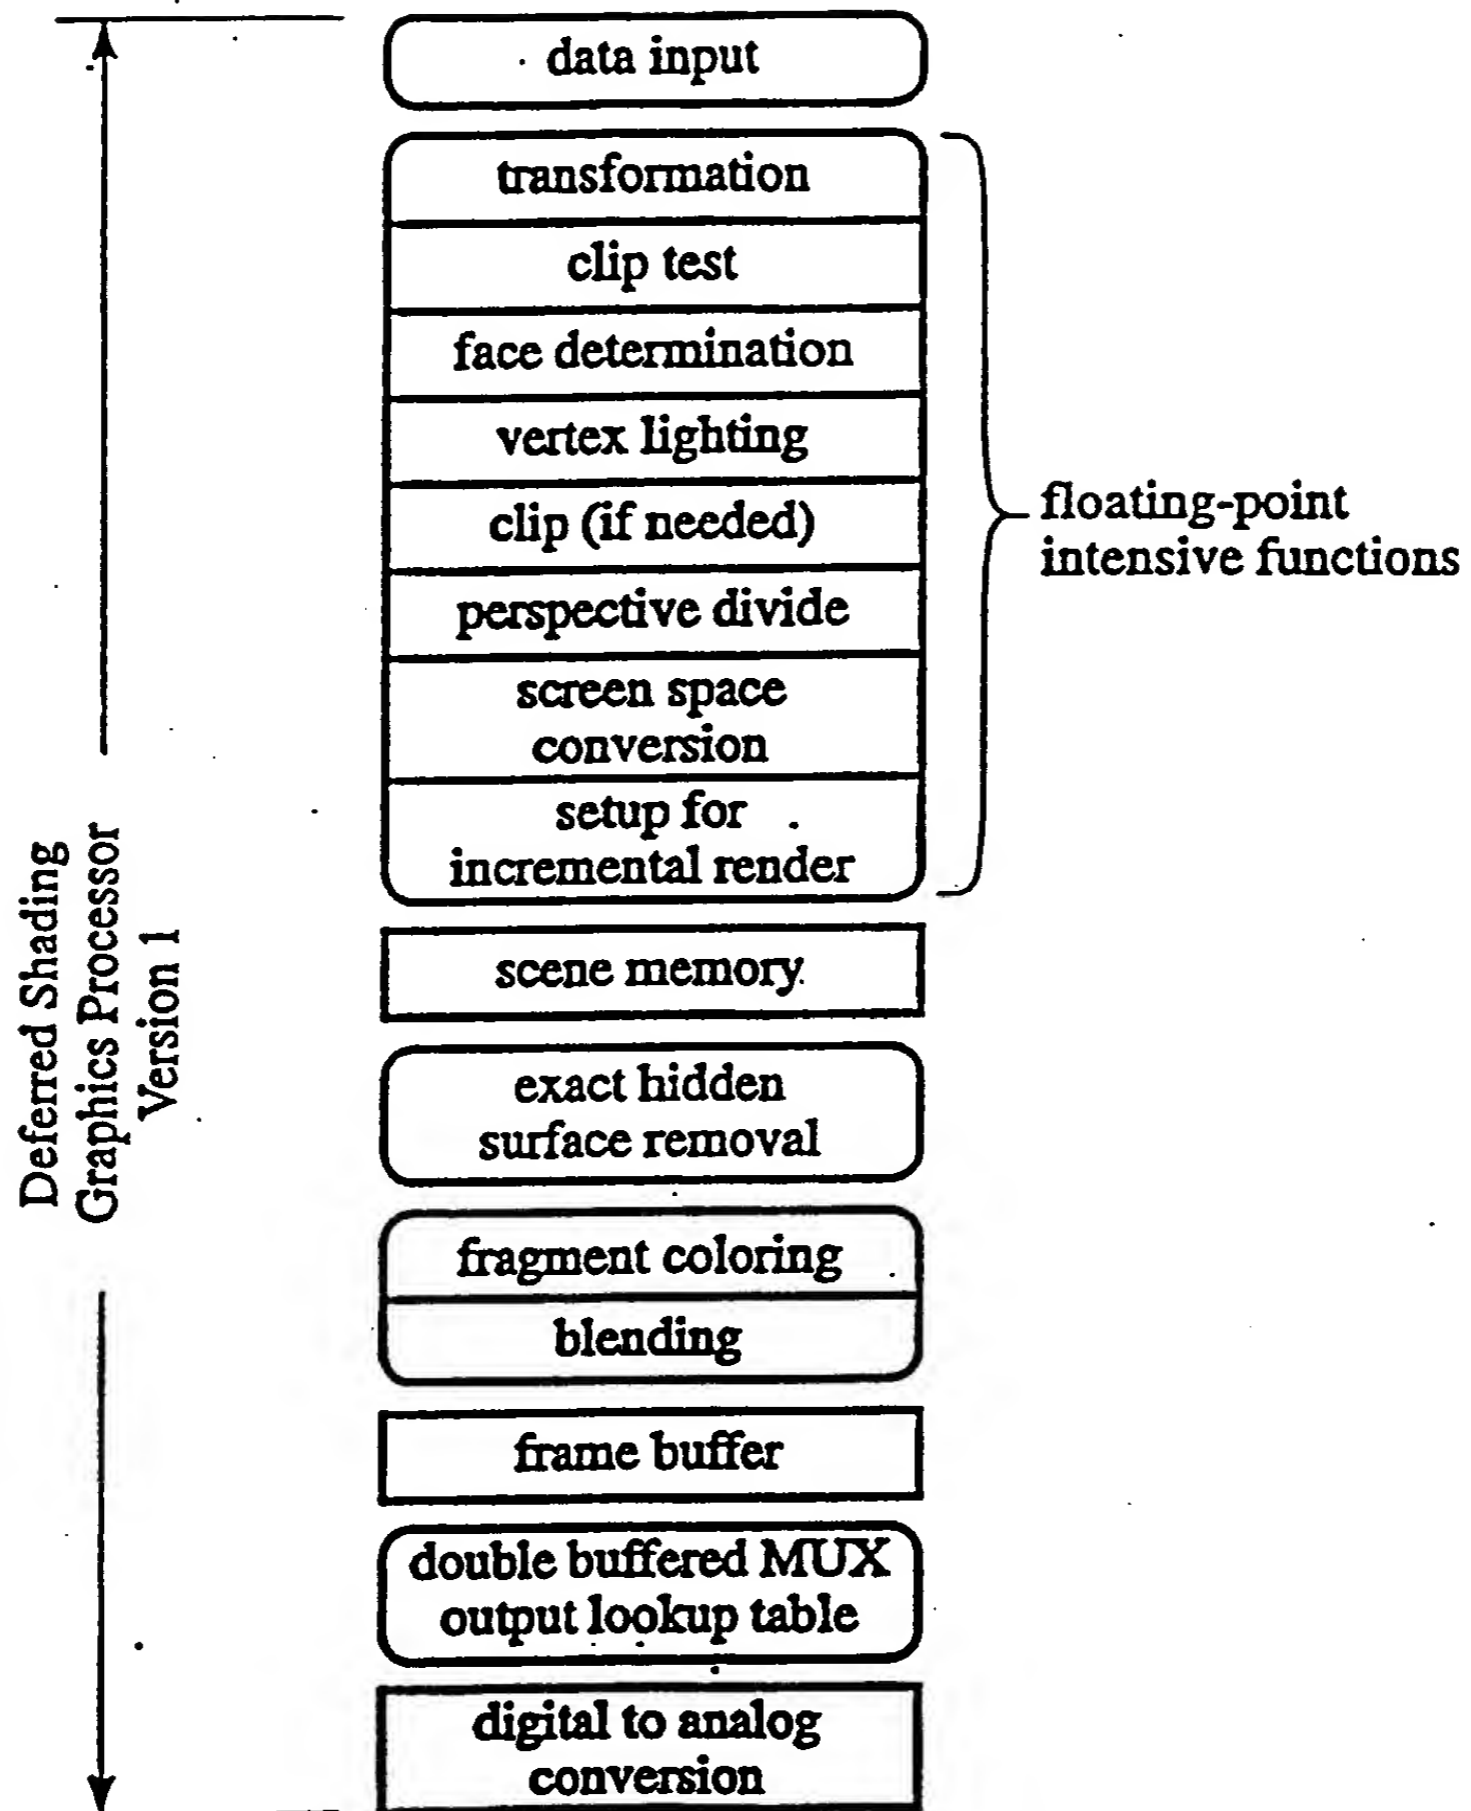 data input
transformation
clip test
face determination
vertex lighting
clip (if needed)
perspective divide
screen space
conversion
setup for
incremental render
floating-point
intensive functions
scene memory
exact hidden
surface removal
fragment coloring
blending
frame buffer
double buffered MUX
output lookup table
digital to analog
conversion
Deferred Shading
Graphics Processor
Version 1